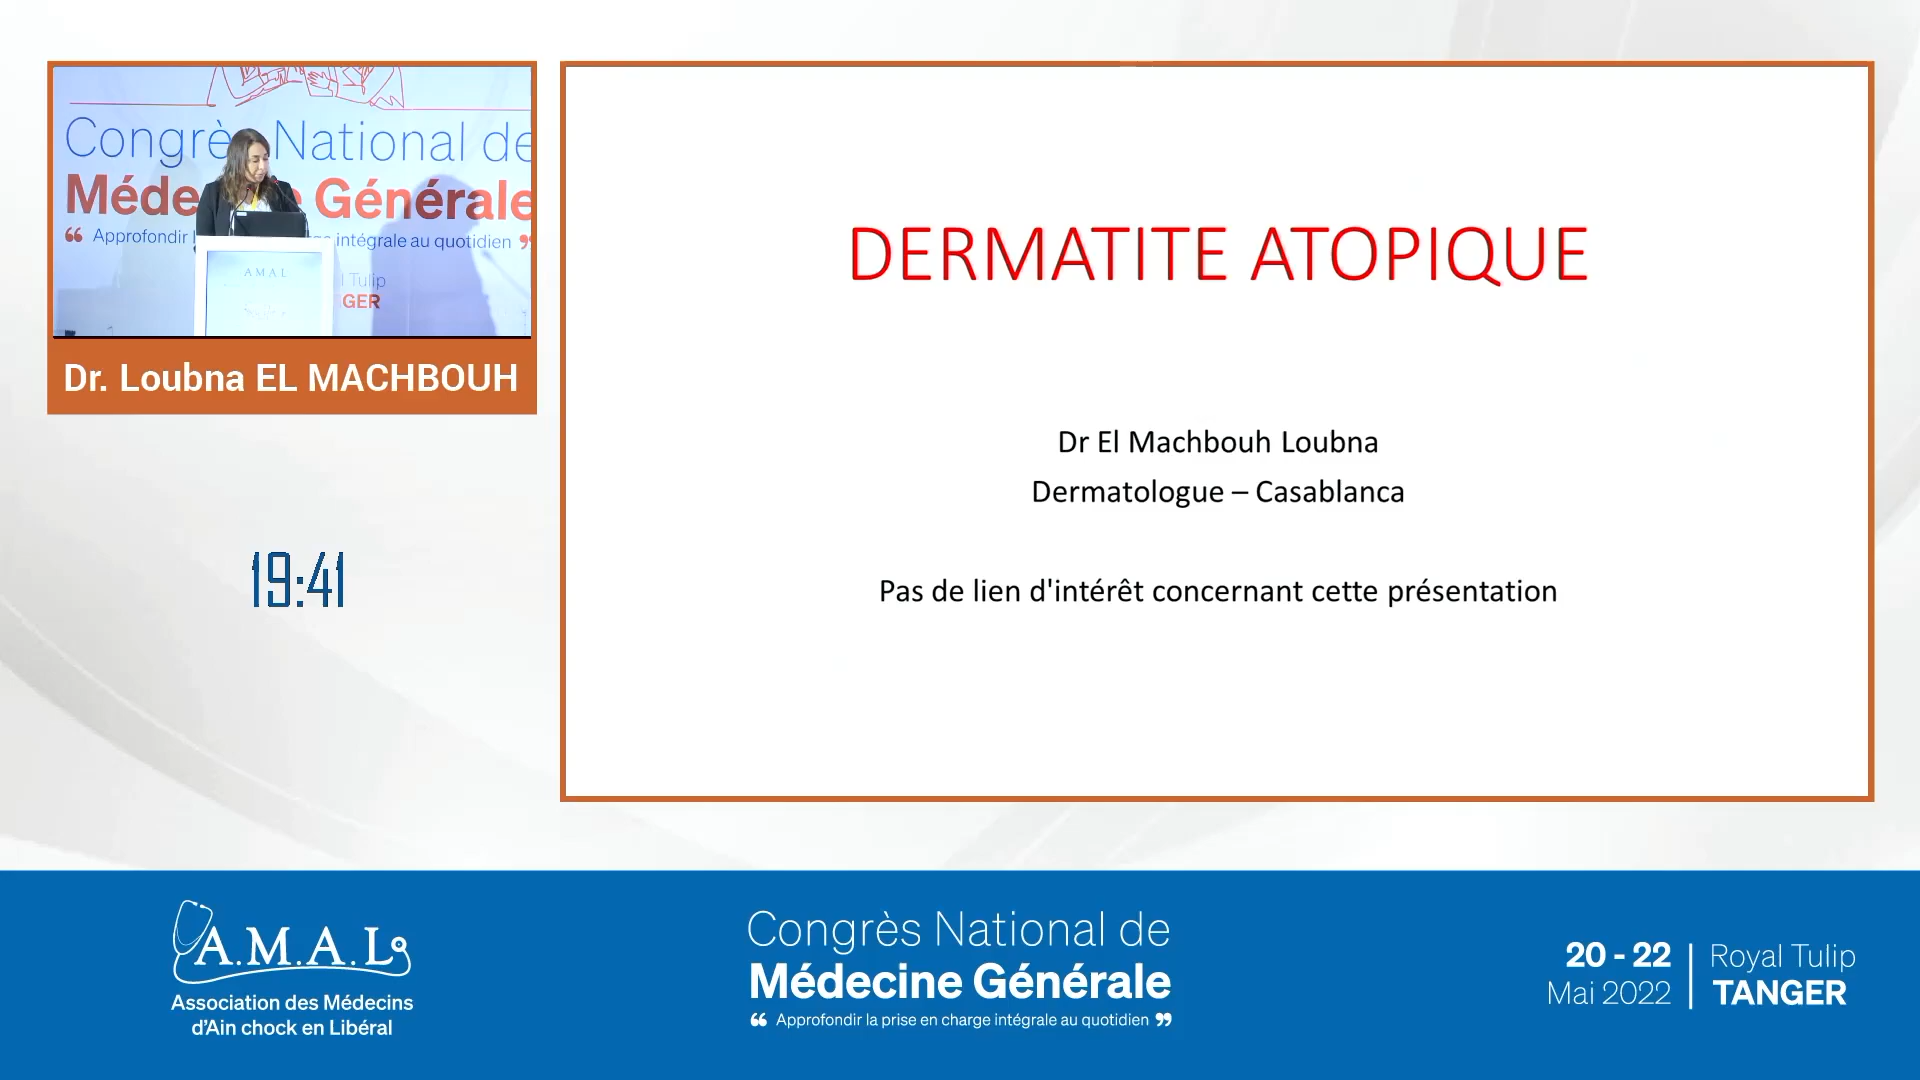 Congrès National de
Médecine Générale
❝ Approfondir intégrale au quotidien ❞
A.M.A.L
Tulip
GER
Dr. Loubna EL MACHBOUH
19:41
DERMATITE ATOPIQUE
Dr El Machbouh Loubna
Dermatologue – Casablanca
Pas de lien d'intérêt concernant cette présentation
A.M.A.L
Association des Médecins
d'Ain chock en Libéral
Congrès National de
Médecine Générale
❝ Approfondir la prise en charge intégrale au quotidien ❞
20 - 22
Mai 2022
Royal Tulip
TANGER